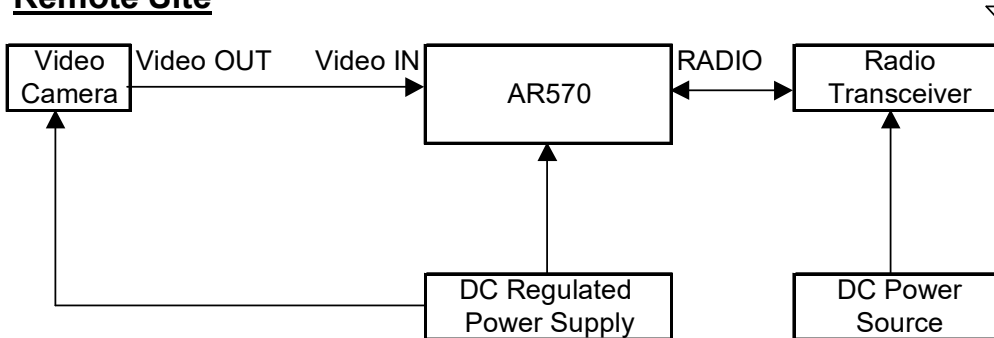 Remote Site
Video
Camera
Video OUT
Video IN
AR570
RADIO
Radio
Transceiver
DC Regulated
Power Supply
DC Power
Source